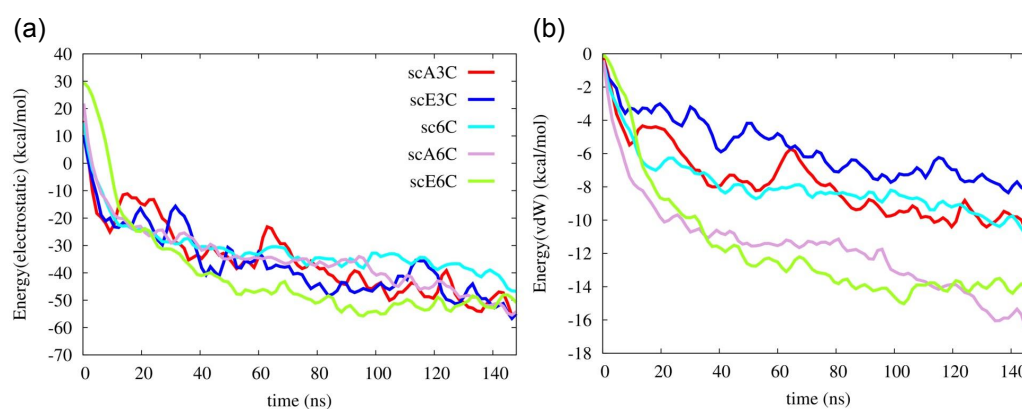 (a)
Energy(electrostatic) (kcal/mol)
40
30
20
10
0
-10
-20
-30
-40
-50
-60
-70
scA3C
scE3C
sc6C
scA6C
scE6C
0 20 40 60 80 100 120 140
time (ns)
(b)
Energy(vdW) (kcal/mol)
0
-2
-4
-6
-8
-10
-12
-14
-16
-18
0 20 40 60 80 100 120 140
time (ns)